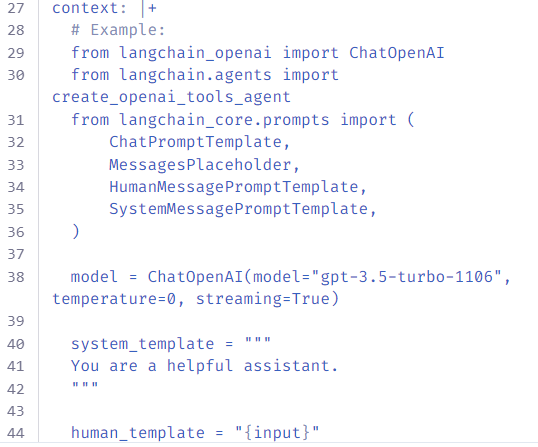 27 context: |+
28   # Example:
29   from langchain_openai import ChatOpenAI
30   from langchain.agents import
create_openai_tools_agent
31   from langchain_core.prompts import (
32       ChatPromptTemplate,
33       MessagesPlaceholder,
34       HumanMessagePromptTemplate,
35       SystemMessagePromptTemplate,
36   )
37
38   model = ChatOpenAI(model="gpt-3.5-turbo-1106",
temperature=0, streaming=True)
39
40   system_template = """
41   You are a helpful assistant.
42   """
43
44   human_template = "{input}"